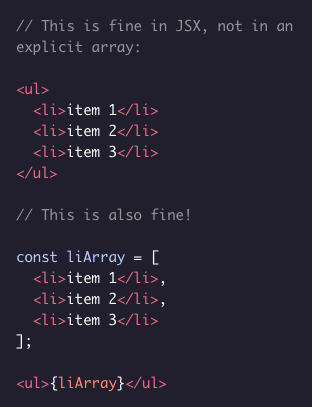 // This is fine in JSX, not in an
explicit array:
<ul>
  <li>item 1</li>
  <li>item 2</li>
  <li>item 3</li>
</ul>
// This is also fine!
const liArray = [
  <li>item 1</li>,
  <li>item 2</li>,
  <li>item 3</li>
];
<ul>{liArray}</ul>